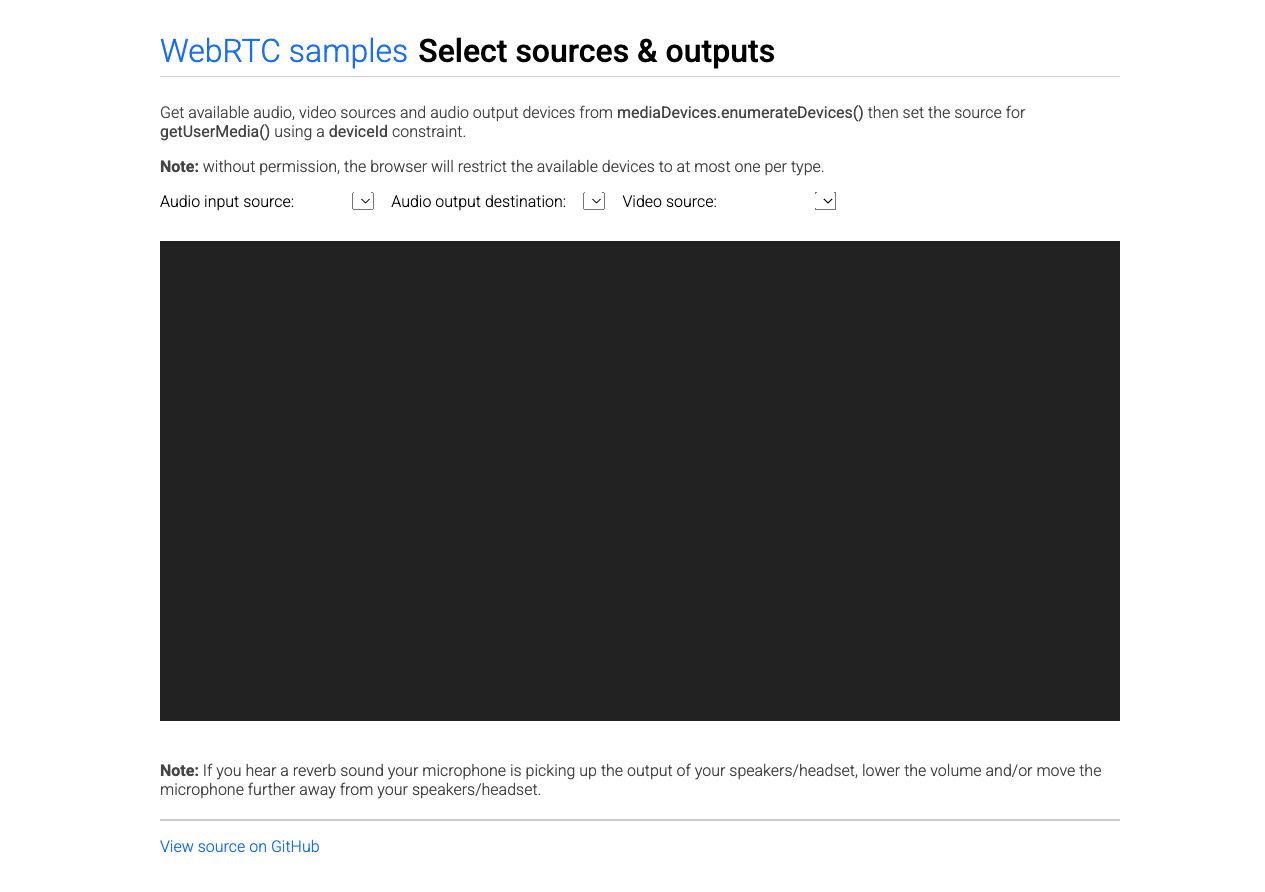 WebRTC samples Select sources & outputs
Get available audio, video sources and audio output devices from mediaDevices.enumerateDevices() then set the source for
getUserMedia() using a deviceId constraint.
Note: without permission, the browser will restrict the available devices to at most one per type.
Audio input source: Audio output destination: Video source:
Note: If you hear a reverb sound your microphone is picking up the output of your speakers/headset, lower the volume and/or move the
microphone further away from your speakers/headset.
View source on GitHub